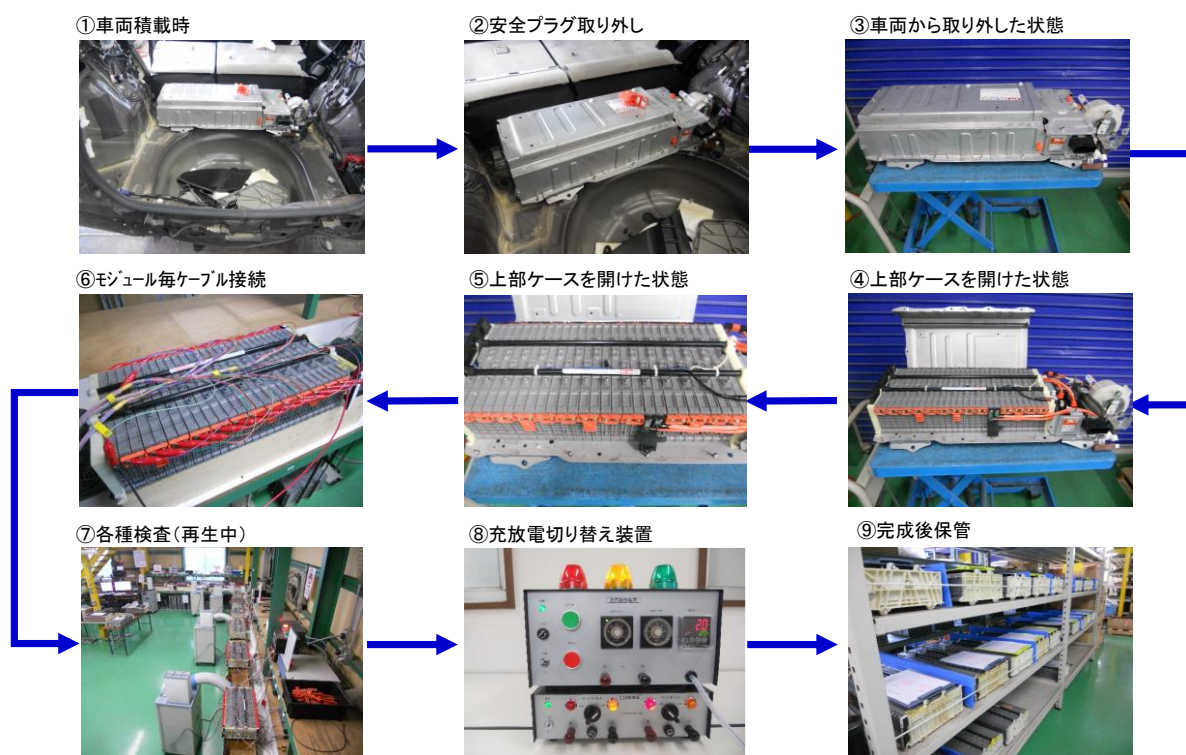 ①車両積載時
②安全プラグ取り外し
③車両から取り外した状態
⑥ﾓｼﾞｭｰﾙ毎ケーブル接続
⑤上部ケースを開けた状態
④上部ケースを開けた状態
⑦各種検査（再生中）
⑧充放電切り替え装置
⑨完成後保管
20